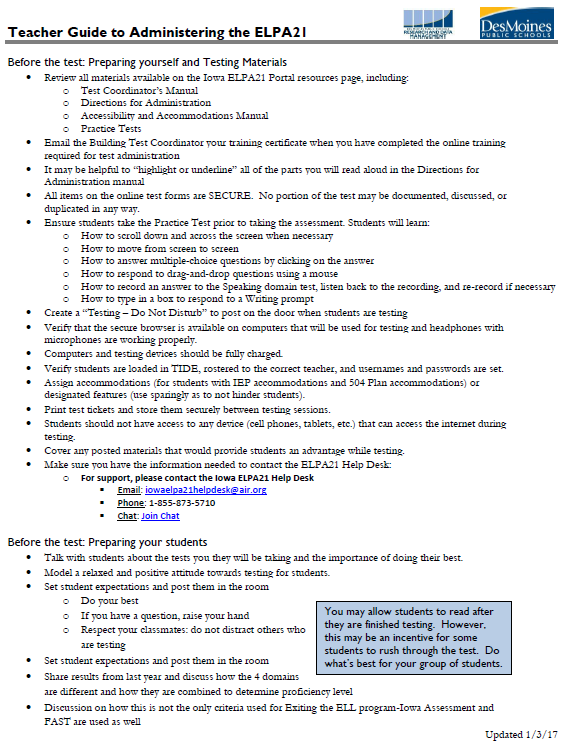 Teacher Guide to Administering the ELPA21
RESEARCH AND DATA
MANAGEMENT
DesMoines
PUBLIC SCHOOLS
Before the test: Preparing yourself and Testing Materials
• Review all materials available on the Iowa ELPA21 Portal resources page, including:
o Test Coordinator's Manual
o Directions for Administration
o Accessibility and Accommodations Manual
o Practice Tests
• Email the Building Test Coordinator your training certificate when you have completed the online training
required for test administration
• It may be helpful to "highlight or underline" all of the parts you will read aloud in the Directions for
Administration manual
• All items on the online test forms are SECURE. No portion of the test may be documented, discussed, or
duplicated in any way.
• Ensure students take the Practice Test prior to taking the assessment. Students will learn:
o How to scroll down and across the screen when necessary
o How to move from screen to screen
o How to answer multiple-choice questions by clicking on the answer
o How to respond to drag-and-drop questions using a mouse
o How to record an answer to the Speaking domain test, listen back to the recording, and re-record if necessary
o How to type in a box to respond to a Writing prompt
• Create a "Testing – Do Not Disturb" to post on the door when students are testing
• Verify that the secure browser is available on computers that will be used for testing and headphones with
microphones are working properly.
• Computers and testing devices should be fully charged.
• Verify students are loaded in TIDE, rostered to the correct teacher, and usernames and passwords are set.
• Assign accommodations (for students with IEP accommodations and 504 Plan accommodations) or
designated features (use sparingly as to not hinder students).
• Print test tickets and store them securely between testing sessions.
• Students should not have access to any device (cell phones, tablets, etc.) that can access the internet during
testing.
• Cover any posted materials that would provide students an advantage while testing.
• Make sure you have the information needed to contact the ELPA21 Help Desk:
o For support, please contact the Iowa ELPA21 Help Desk
▪ Email: iowaelpa21helpdesk@air.org
▪ Phone: 1-855-873-5710
▪ Chat: Join Chat
Before the test: Preparing your students
• Talk with students about the tests you they will be taking and the importance of doing their best.
• Model a relaxed and positive attitude towards testing for students.
• Set student expectations and post them in the room
o Do your best
o If you have a question, raise your hand
o Respect your classmates: do not distract others who
are testing
• Set student expectations and post them in the room
• Share results from last year and discuss how the 4 domains
are different and how they are combined to determine proficiency level
• Discussion on how this is not the only criteria used for Exiting the ELL program-Iowa Assessment and
FAST are used as well
You may allow students to read after
they are finished testing. However,
this may be an incentive for some
students to rush through the test. Do
what's best for your group of students.
Updated 1/3/17